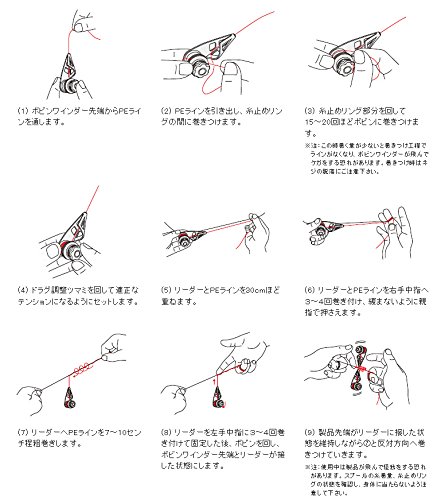 (1) ボビンワインダー先端からPEライ
ンを通します。
(2) PEラインを引き出し、糸止めリン
グの間に巻きつけます。
(3) 糸止めリング部分を回して
15～20回ほどボビンに巻きつけま
す。
※注:この時巻く量が少ないと巻きつけ工程で
ラインがなくなり、ボビンワインダーが飛んで
ケガをする恐れがあります。巻きつけ時はネ
ジの脱落にご注意下さい。
(4) ドラグ調整ツマミを回して適正な
テンションになるようにセットします。
(5) リーダーとPEラインを30cmほど
重ねます。
(6) リーダーとPEラインを右手中指へ
3～4回巻き付け、緩まないように親
指で押さえます。
(7) リーダーへPEラインを7～10セン
チ程粗巻きします。
(8) リーダーを左手中指に3～4回巻
き付けて固定した後、ボビンを回し、
ボビンワインダー先端とリーダーが接
した状態にします。
(9) 製品先端がリーダーに接した状
態を維持しながら⑦と反対方向へ巻
きつけていきます。
※注:使用中は製品が飛んで怪我をする恐れ
があります。スプールの糸巻量、糸止めリン
グの状態を確認し、身体に当たらないよう注
意して下さい。